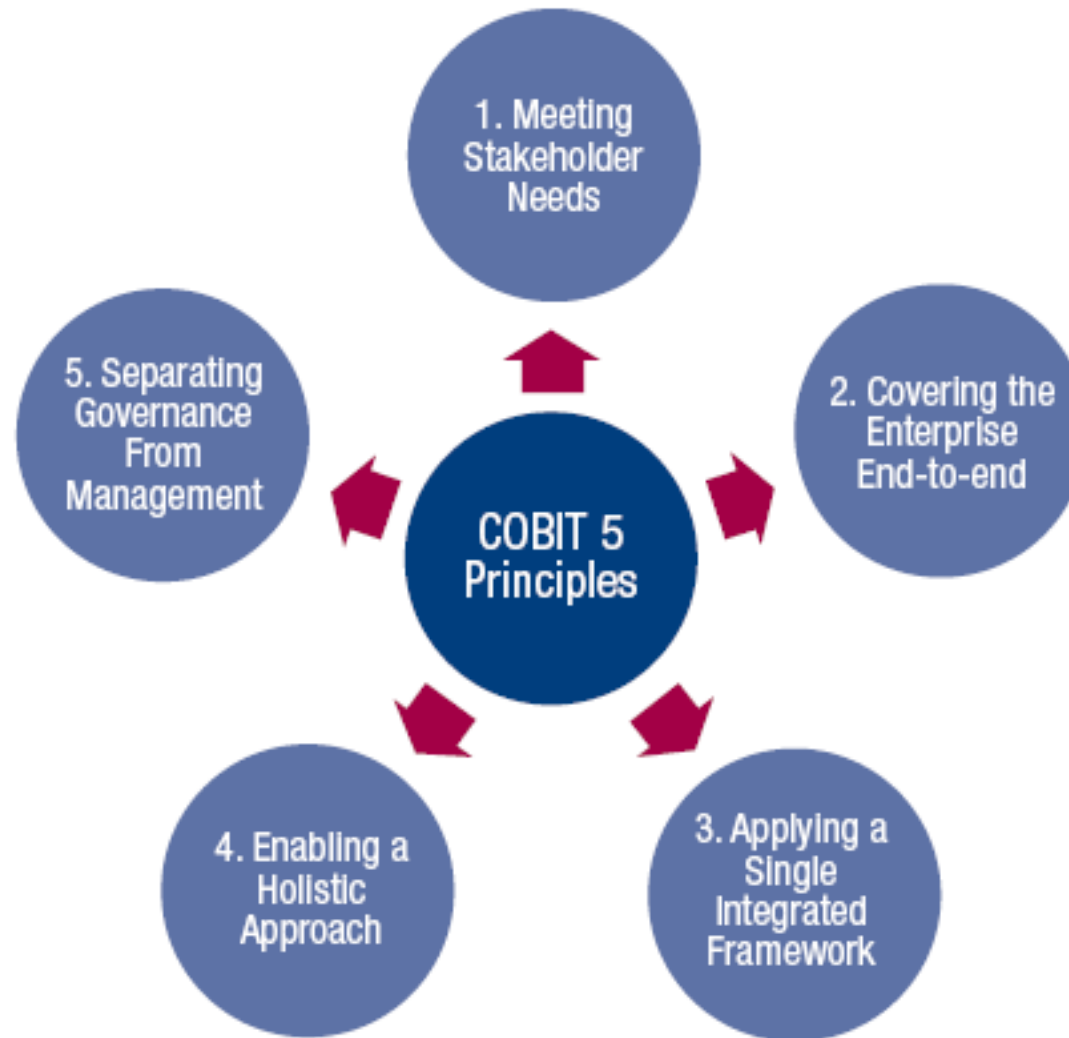 1. Meeting
Stakeholder
Needs
5. Separating
Governance
From
Management
2. Covering the
Enterprise
End-to-end
COBIT 5
Principles
4. Enabling a
Holistic
Approach
3. Applying a
Single
Integrated
Framework